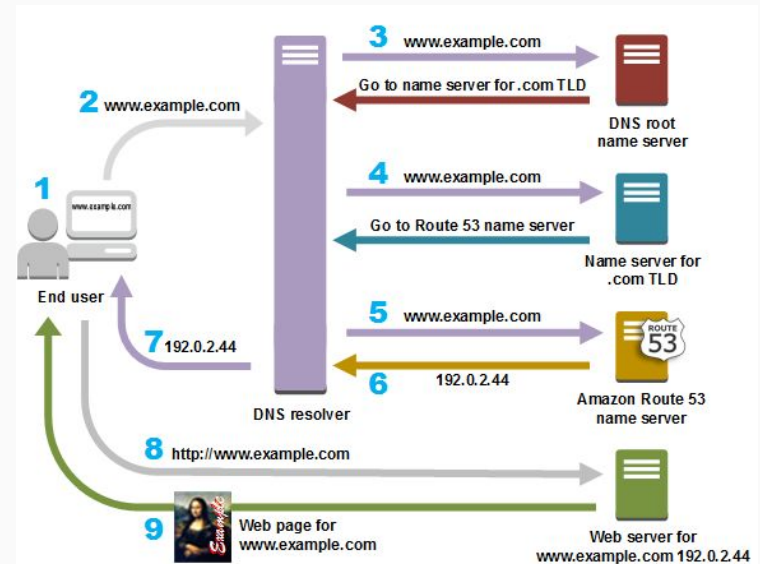 3 www.example.com
Go to name server for .com TLD
DNS root
name server
2 www.example.com
1
www.example.com
End user
4 www.example.com
Go to Route 53 name server
Name server for
.com TLD
5 www.example.com
ROUTE
53
6 192.0.2.44
Amazon Route 53
name server
7 192.0.2.44
DNS resolver
8 http://www.example.com
9
Example
Web page for
www.example.com
Web server for
www.example.com 192.0.2.44